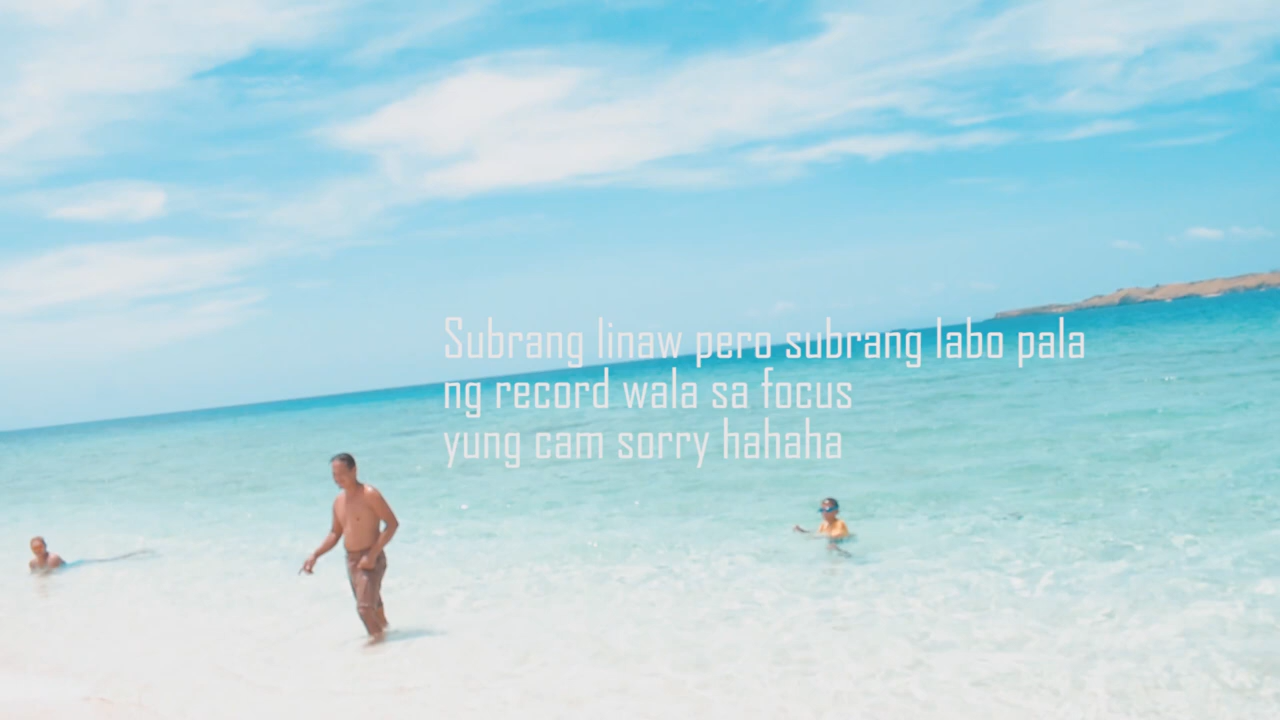 Subrang linaw pero subrang labo pala
ng record wala sa focus
yung cam sorry hahaha